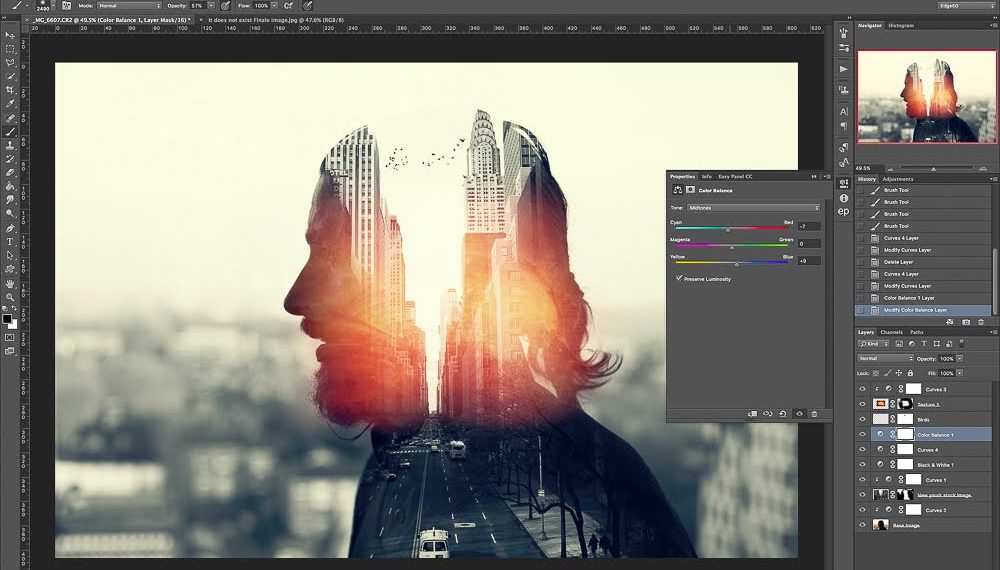 2490
Mode: Normal Opacity: 57% Flow: 100% Edge50
_MG_6607.CR2 @ 49.5% (Color Balance 1, Layer Mask/16) *
It does not exist Finale image.jpg @ 47.6% (RGB/8)
Navigator Histogram
49.5%
Properties Info Easy Panel CC
Color Balance
Tone: Midtones
Cyan Red -7
Magenta Green 0
Yellow Blue +9
Preserve Luminosity
ep
History Adjustments
Brush Tool
Brush Tool
Brush Tool
Brush Tool
Curves 4 Layer
Modify Curves Layer
Delete Layer
Curves 4 Layer
Modify Curves Layer
Color Balance 1 Layer
Modify Color Balance Layer
Layers Channels Paths
Kind
Normal Opacity: 100%
Lock: Fill: 100%
Curves 3
Texture 1
Birds
Color Balance 1
Curves 4
Black & White 1
Curves 1
New yourk stock image
Curves 2
Base image